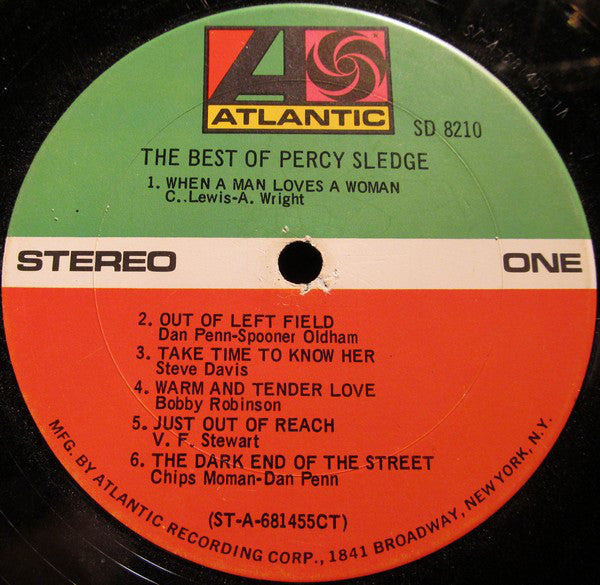 ATLANTIC
SD 8210
THE BEST OF PERCY SLEDGE
1. WHEN A MAN LOVES A WOMAN
C..Lewis-A. Wright
STEREO
ONE
2. OUT OF LEFT FIELD
Dan Penn-Spooner Oldham
3. TAKE TIME TO KNOW HER
Steve Davis
4. WARM AND TENDER LOVE
Bobby Robinson
5. JUST OUT OF REACH
V. F. Stewart
6. THE DARK END OF THE STREET
Chips Moman-Dan Penn
(ST-A-681455CT)
MFG. BY ATLANTIC RECORDING CORP., 1841 BROADWAY, NEW YORK, N.Y.